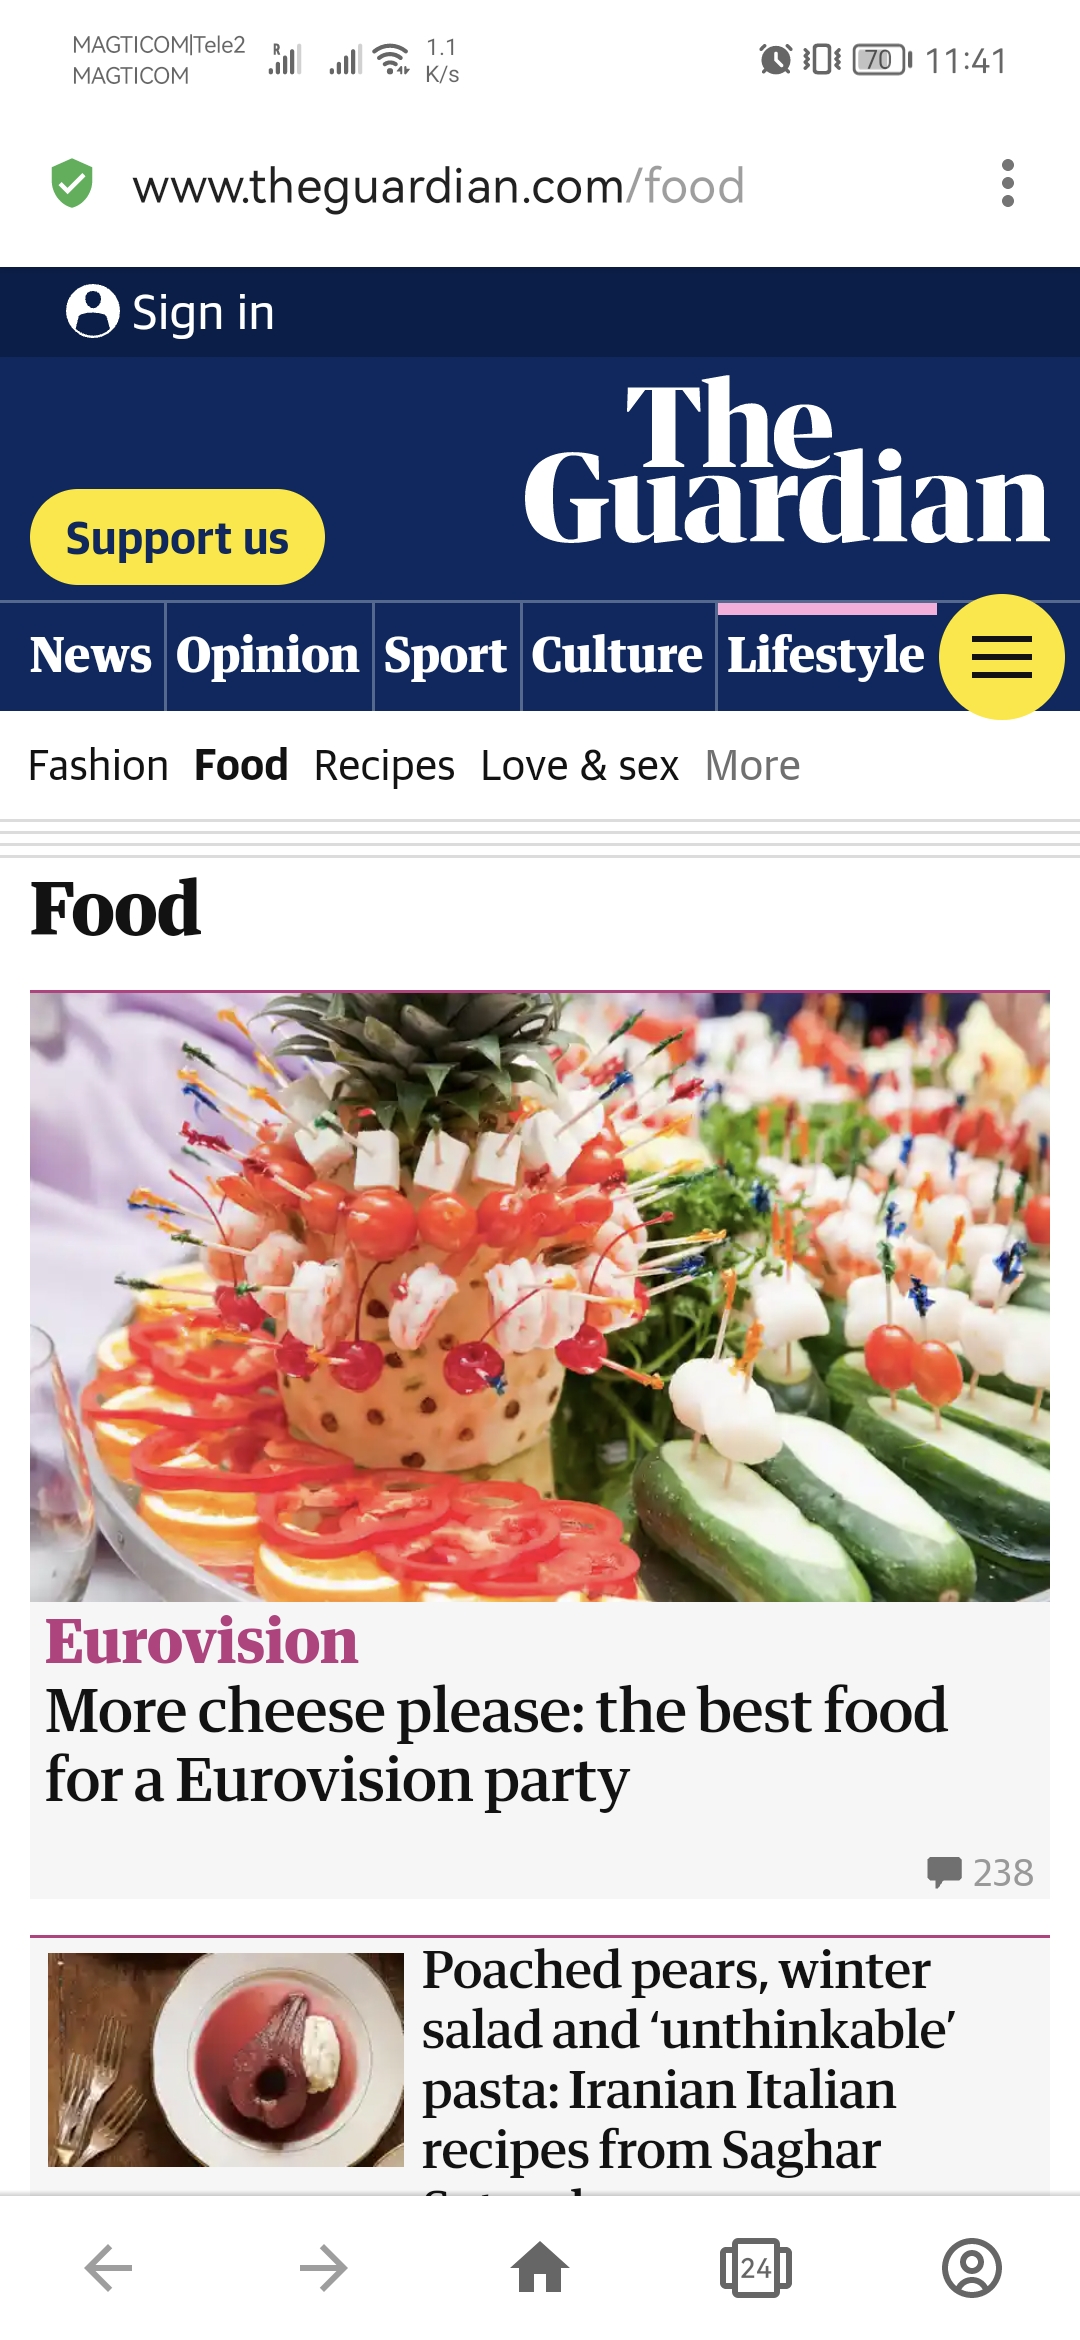 MAGTICOM|Tele2
MAGTICOM
R
1.1
K/s
70
11:41
www.theguardian.com/food
Sign in
The
Guardian
Support us
News Opinion Sport Culture Lifestyle
Fashion Food Recipes Love & sex More
Food
Eurovision
More cheese please: the best food
for a Eurovision party
238
Poached pears, winter
salad and ‘unthinkable’
pasta: Iranian Italian
recipes from Saghar
24